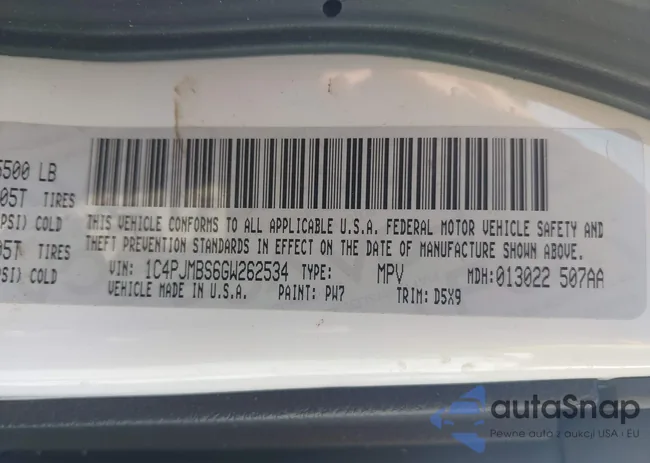 5500 LB
05T TIRES
PSI) COLD
05T TIRES
PSI) COLD
THIS VEHICLE CONFORMS TO ALL APPLICABLE U.S.A. FEDERAL MOTOR VEHICLE SAFETY AND
THEFT PREVENTION STANDARDS IN EFFECT ON THE DATE OF MANUFACTURE SHOWN ABOVE.
VIN: 1C4PJMBS6GW262534 TYPE: MPV MDH: 013022 507AA
VEHICLE MADE IN U.S.A. PAINT: PW7 TRIM: D5X9
autaSnap
Pewne auto z aukcji USA i EU